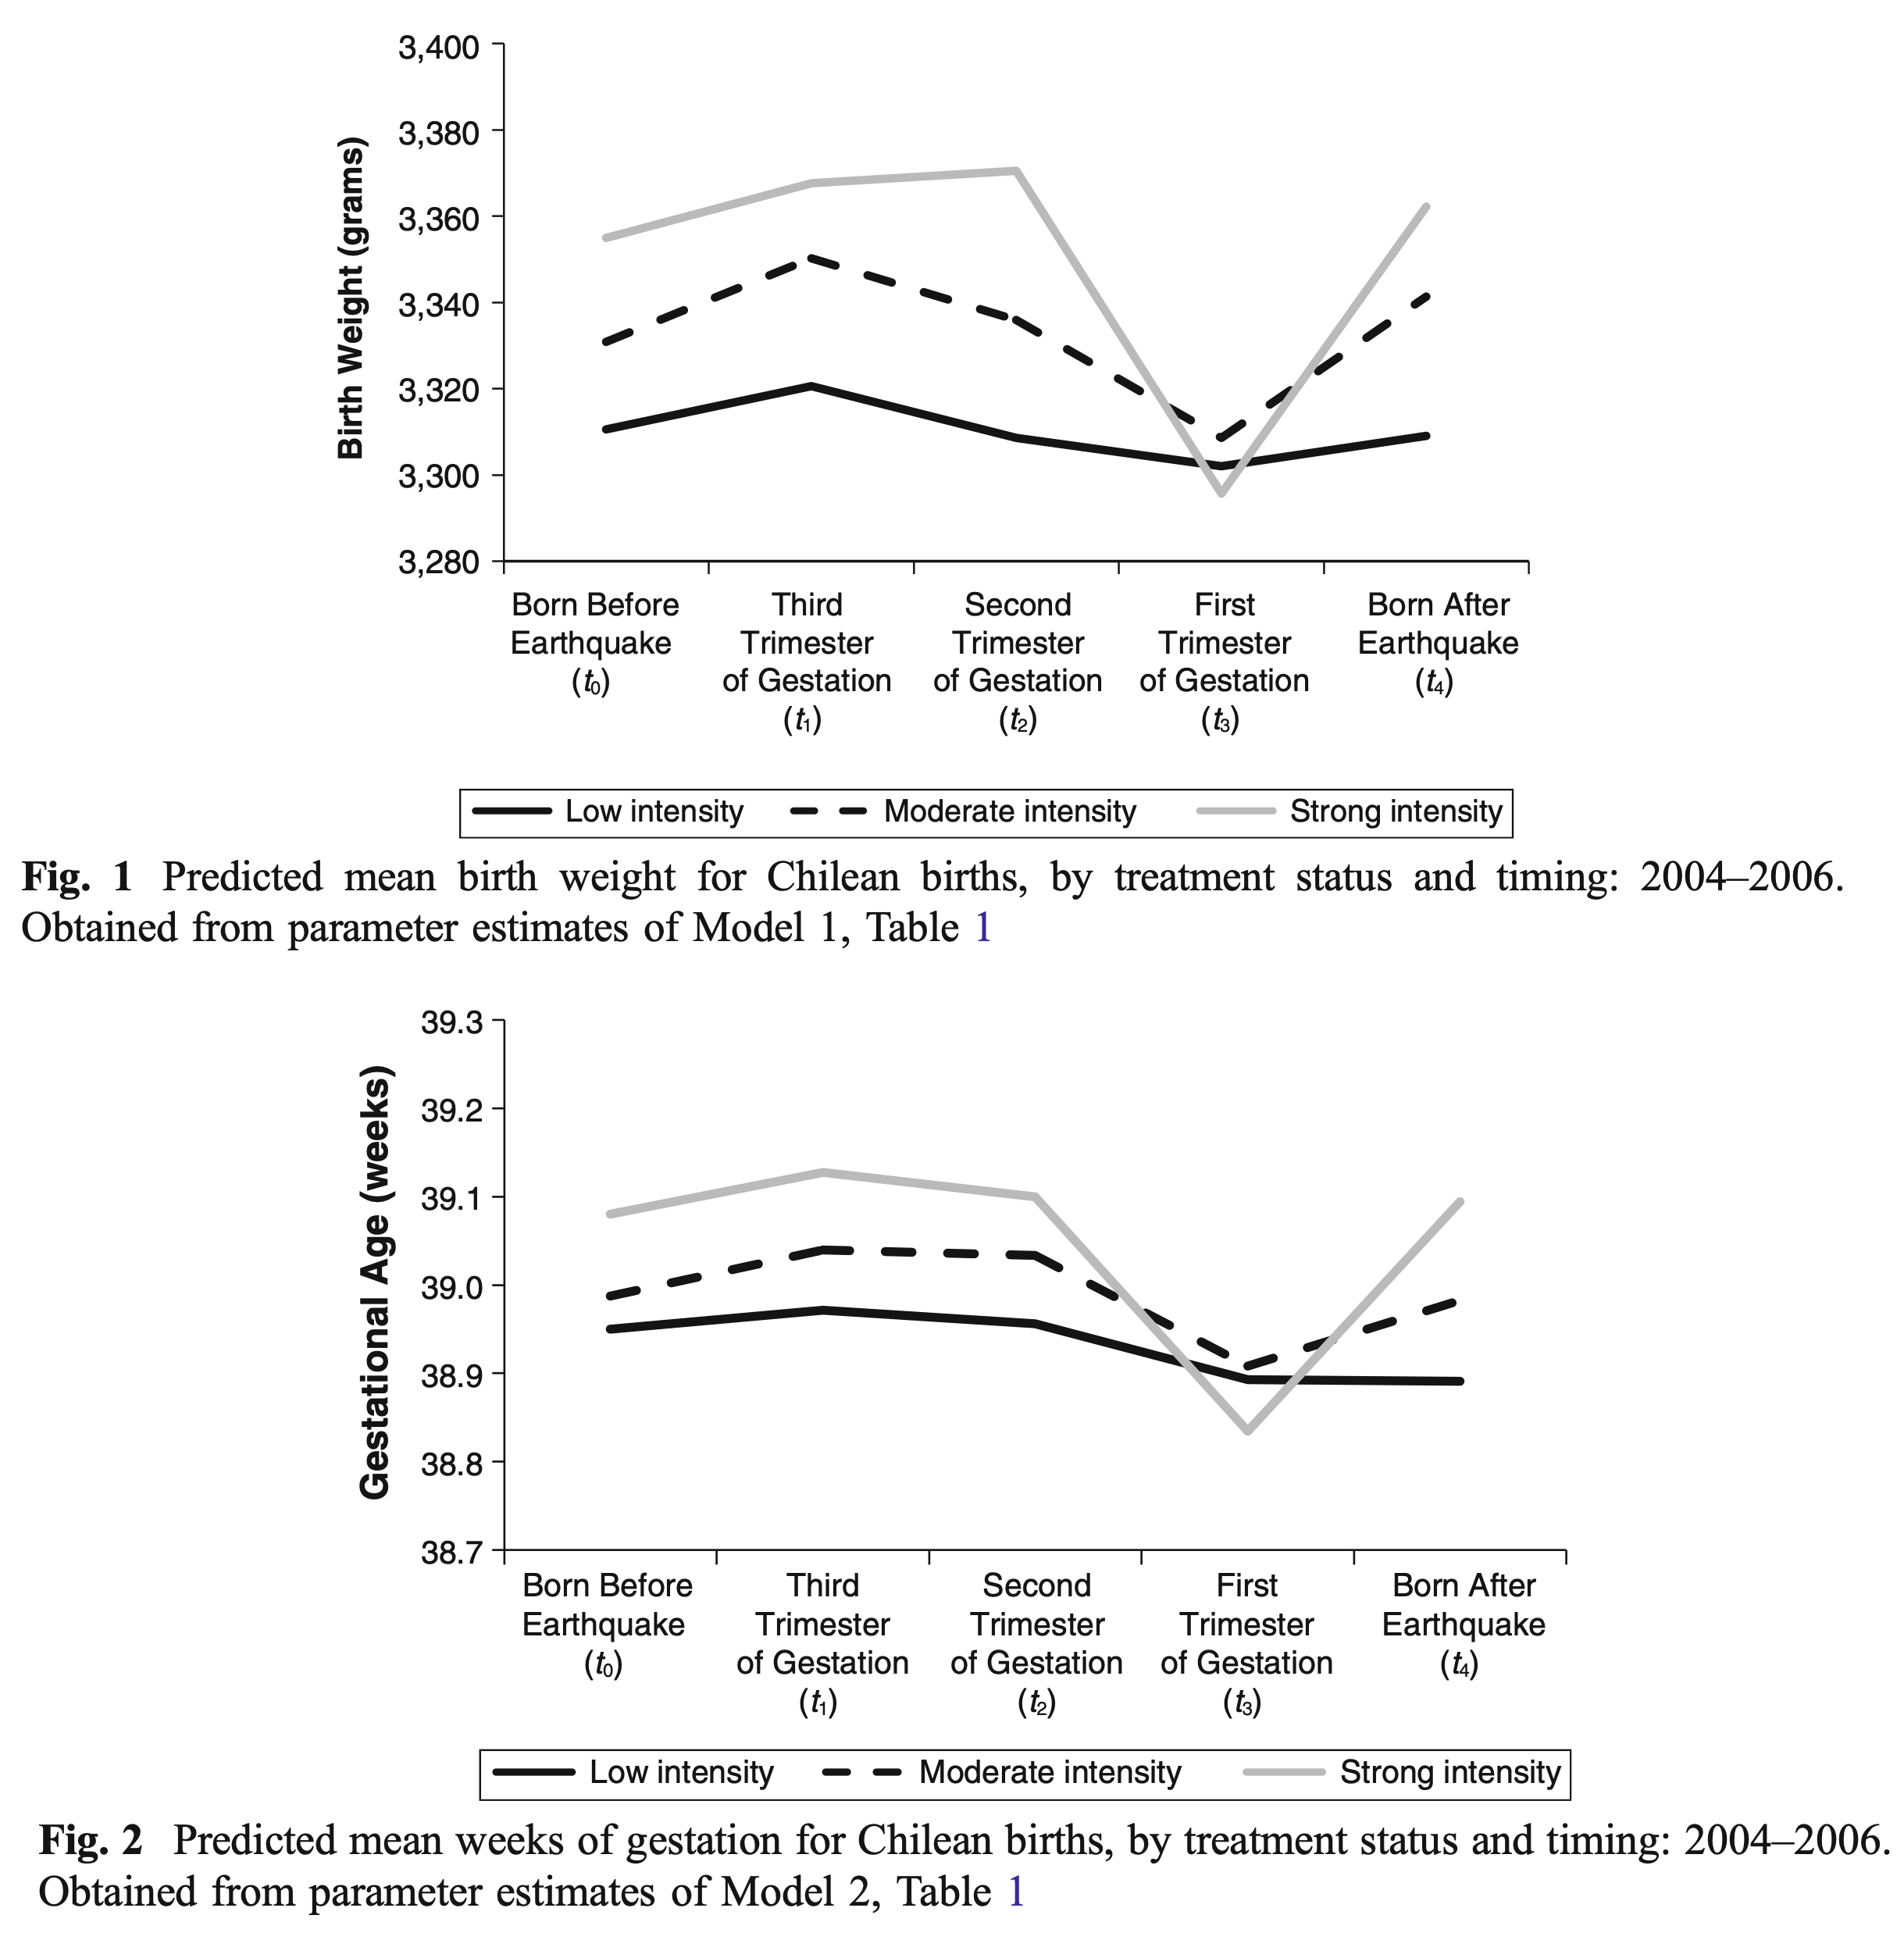 3,400
3,380
3,360
3,340
3,320
3,300
3,280
Birth Weight (grams)
Born Before Earthquake (t0)
Third Trimester of Gestation (t1)
Second Trimester of Gestation (t2)
First Trimester of Gestation (t3)
Born After Earthquake (t4)
Low intensity Moderate intensity Strong intensity
Fig. 1 Predicted mean birth weight for Chilean births, by treatment status and timing: 2004–2006.
Obtained from parameter estimates of Model 1, Table 1
39.3
39.2
39.1
39.0
38.9
38.8
38.7
Gestational Age (weeks)
Born Before Earthquake (t0)
Third Trimester of Gestation (t1)
Second Trimester of Gestation (t2)
First Trimester of Gestation (t3)
Born After Earthquake (t4)
Low intensity Moderate intensity Strong intensity
Fig. 2 Predicted mean weeks of gestation for Chilean births, by treatment status and timing: 2004–2006.
Obtained from parameter estimates of Model 2, Table 1